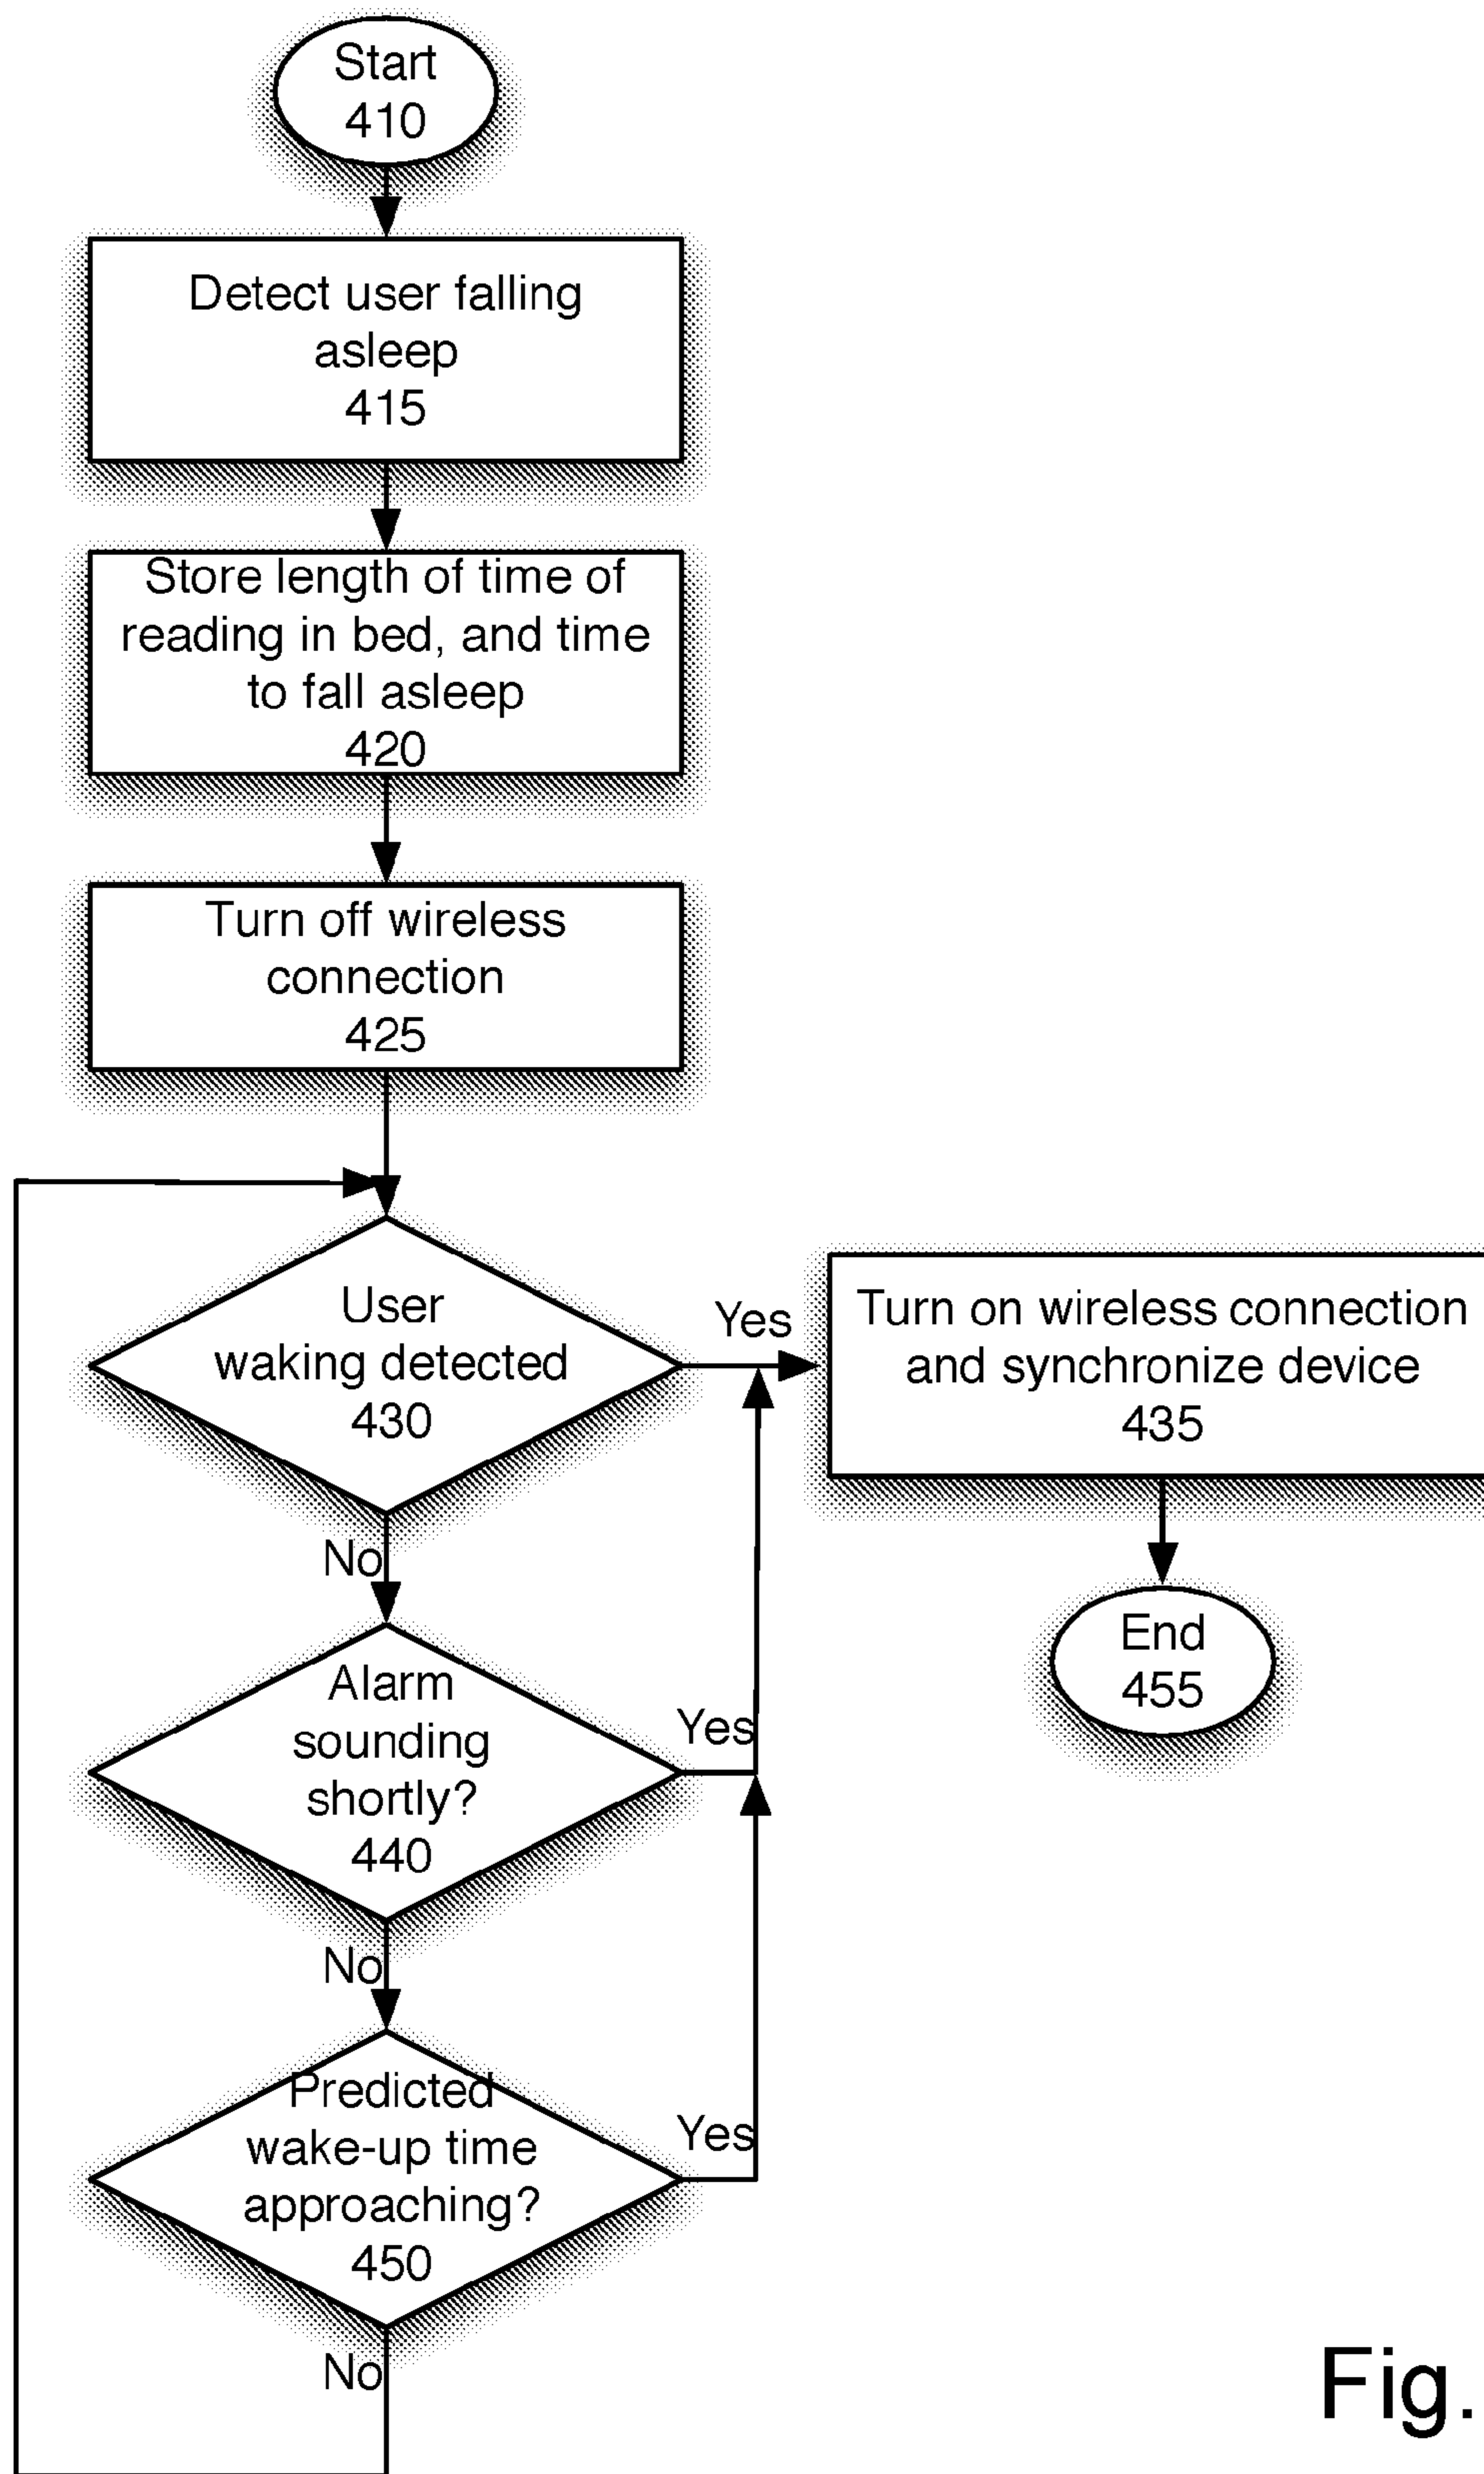 Start
410
Detect user falling
asleep
415
Store length of time of
reading in bed, and time
to fall asleep
420
Turn off wireless
connection
425
User
waking detected
430
Yes
Turn on wireless connection
and synchronize device
435
No
End
455
Alarm
sounding
shortly?
440
Yes
No
Predicted
wake-up time
approaching?
450
Yes
No
Fig.